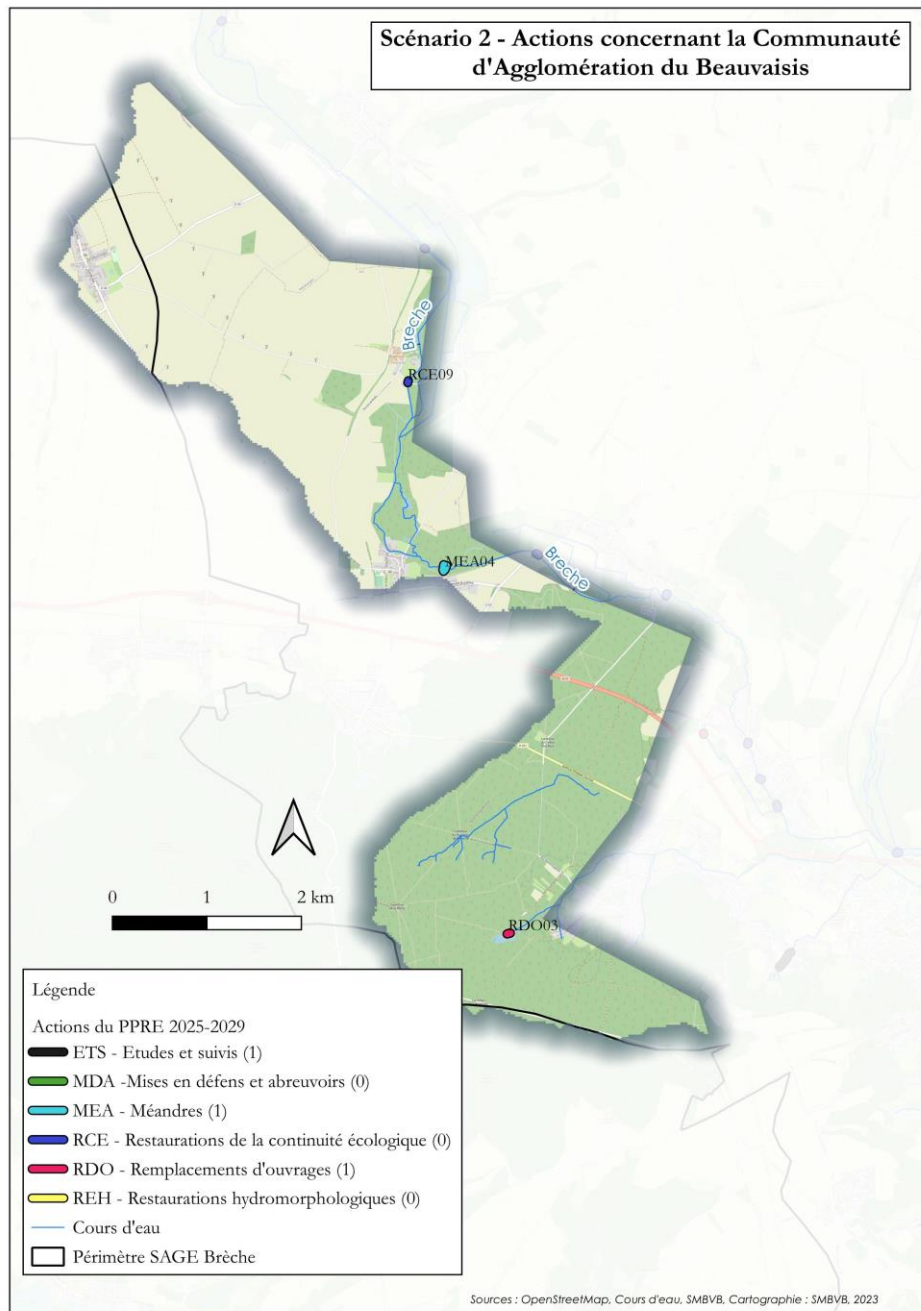 Scénario 2 - Actions concernant la Communauté
d'Agglomération du Beauvaisis
Breche
RCE09
MEA04
Breche
RDO03
0 1 2 km
Légende
Actions du PPRE 2025-2029
ETS - Etudes et suivis (1)
MDA -Mises en défens et abreuvoirs (0)
MEA - Méandres (1)
RCE - Restaurations de la continuité écologique (0)
RDO - Remplacements d'ouvrages (1)
REH - Restaurations hydromorphologiques (0)
Cours d'eau
Périmètre SAGE Brèche
Sources : OpenStreetMap, Cours d'eau, SMBVB, Cartographie : SMBVB, 2023